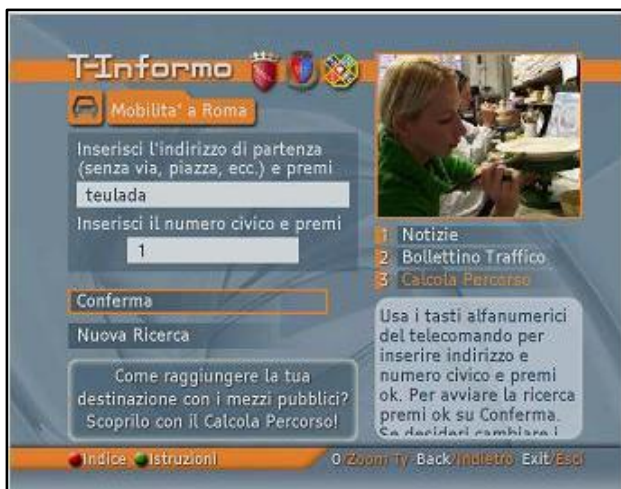 T-Informo
Mobilita' a Roma
Inserisci l'indirizzo di partenza
(senza via, piazza, ecc.) e premi
teulada
Inserisci il numero civico e premi
1
Conferma
Nuova Ricerca
Come raggiungere la tua
destinazione con i mezzi pubblici?
Scoprilo con il Calcola Percorso!
1 Notizie
2 Bollettino Traffico
3 Calcola Percorso
Usa i tasti alfanumerici
del telecomando per
inserire indirizzo e
numero civico e premi
ok. Per avviare la ricerca
premi ok su Conferma.
Se desideri cambiare i
Indice Istruzioni 0/Zoom Tv Back/Indietro Exit/Esci